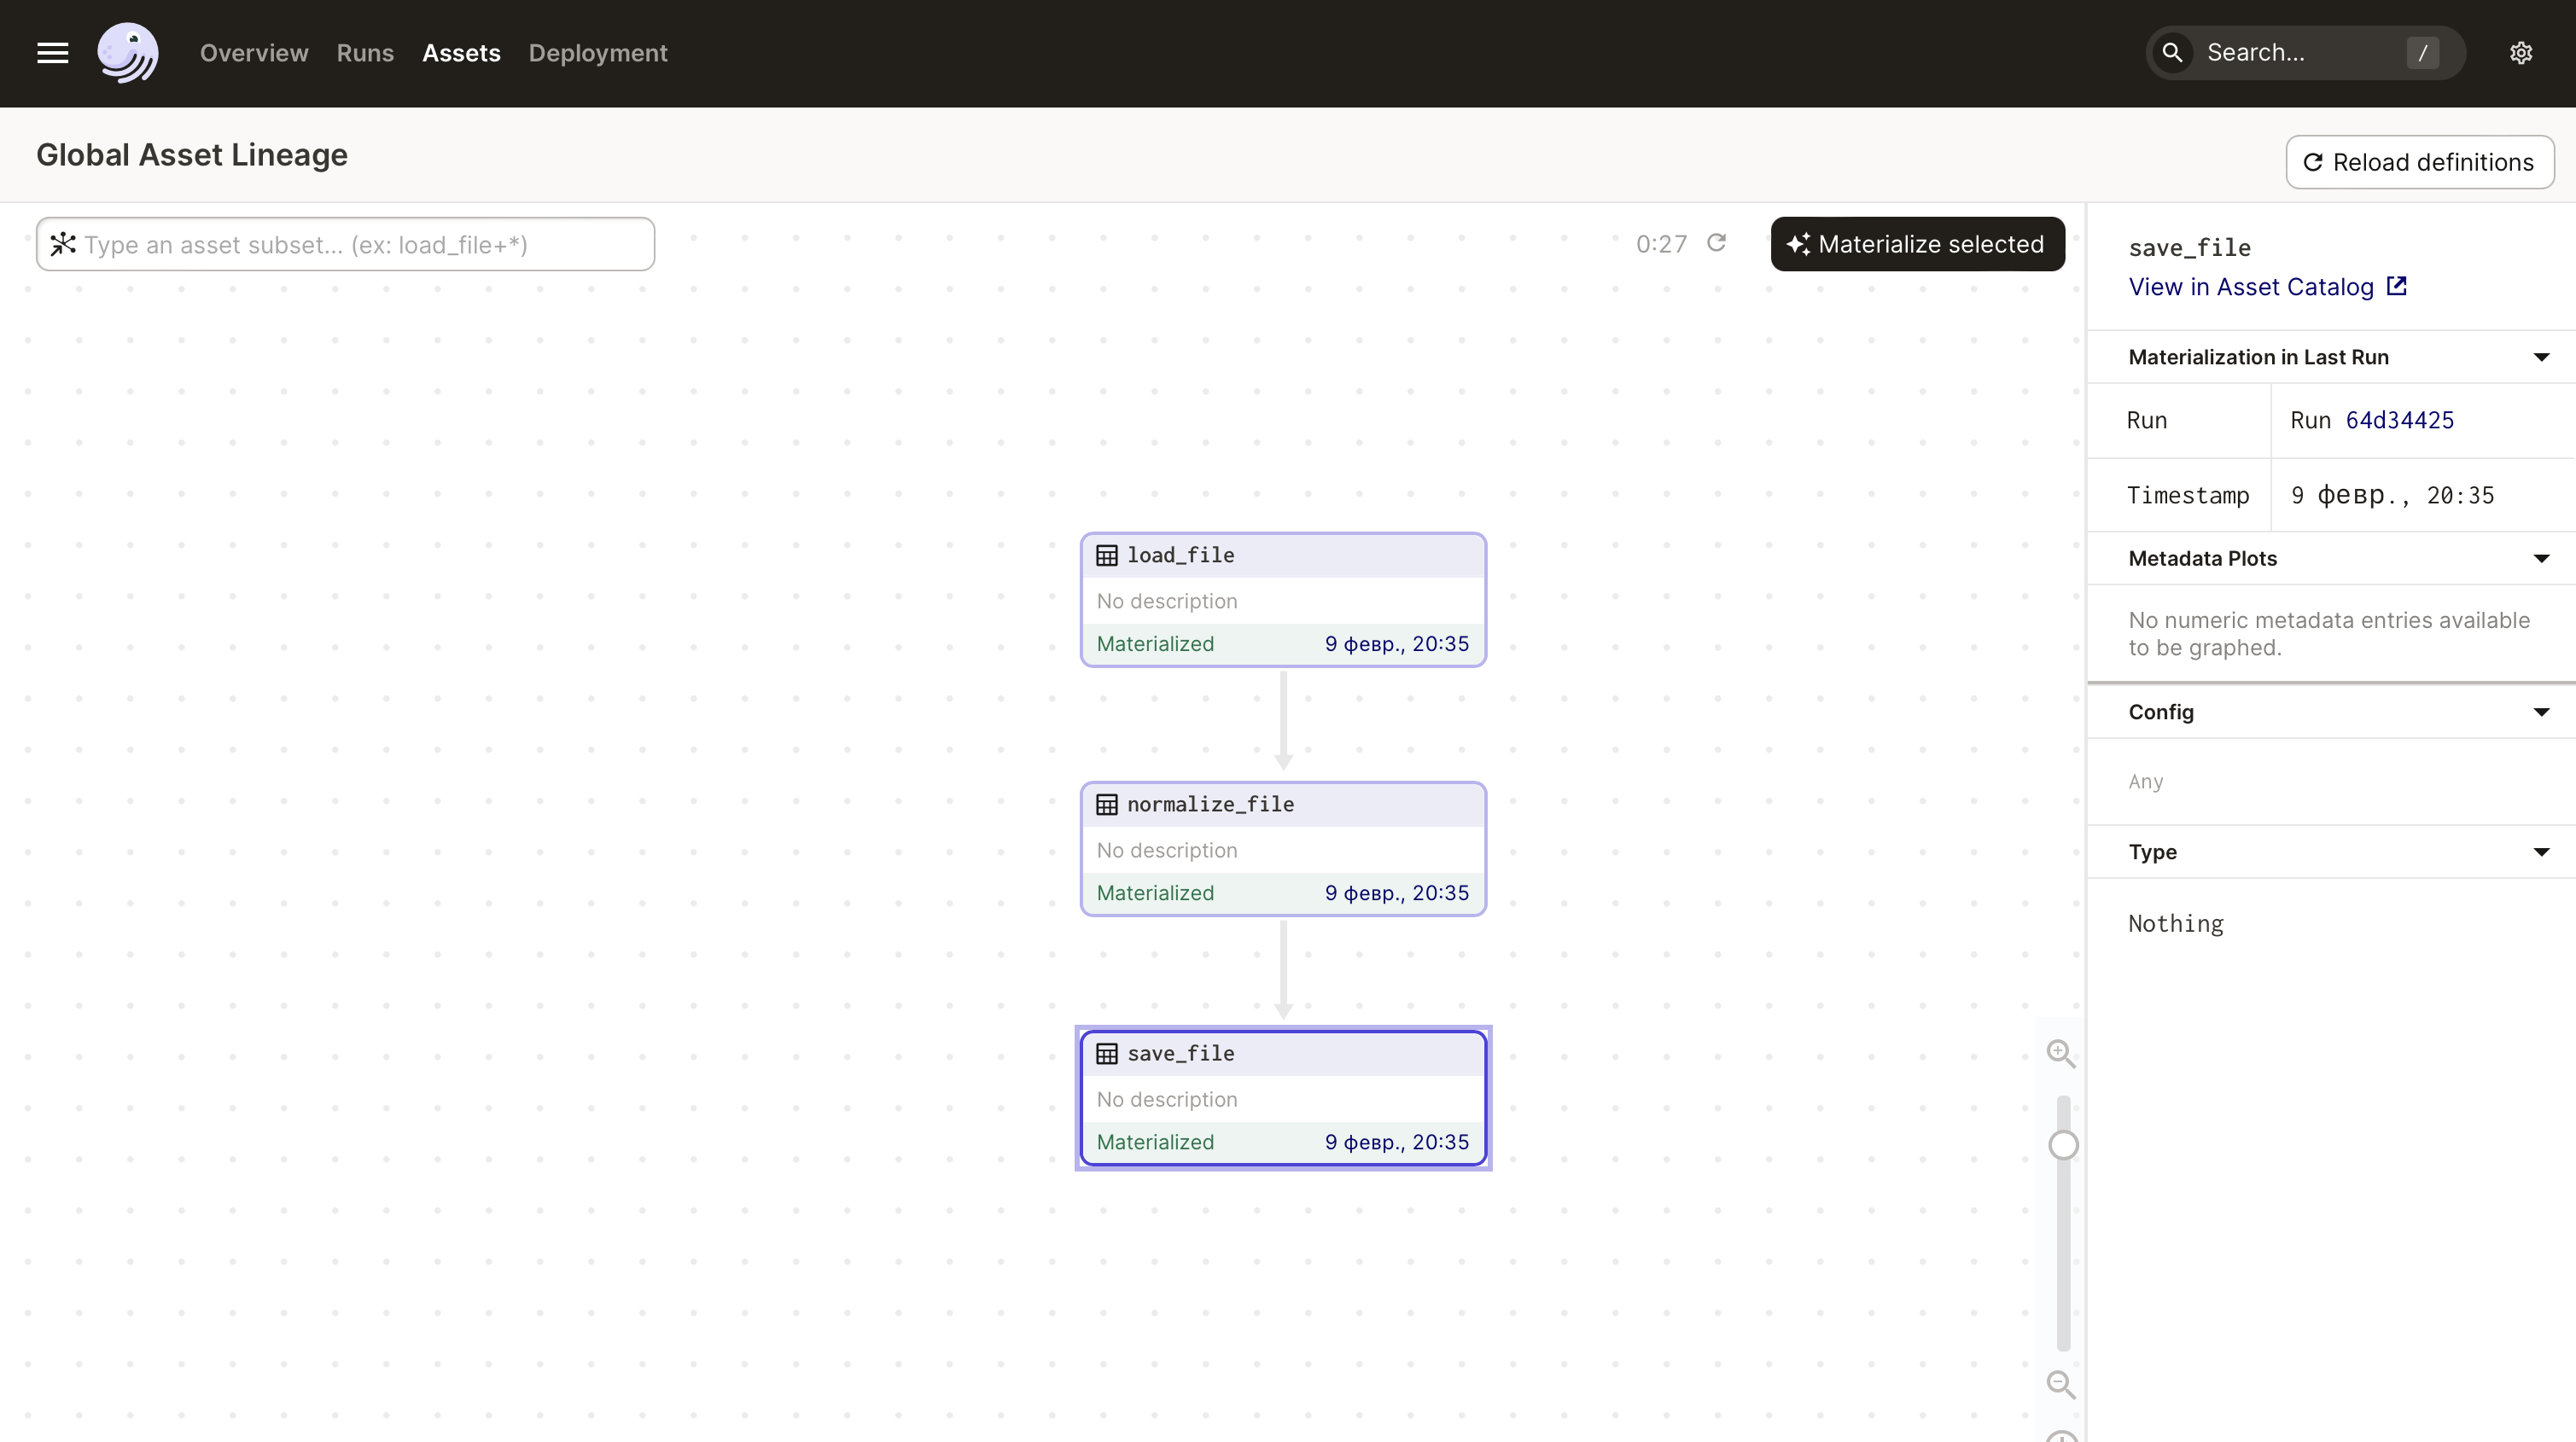 Overview Runs Assets Deployment Search... /
Global Asset Lineage
Reload definitions
Type an asset subset... (ex: load_file+*)
0:27
Materialize selected
load_file
No description
Materialized 9 февр., 20:35
normalize_file
No description
Materialized 9 февр., 20:35
save_file
No description
Materialized 9 февр., 20:35
save_file
View in Asset Catalog
Materialization in Last Run
Run Run 64d34425
Timestamp 9 февр., 20:35
Metadata Plots
No numeric metadata entries available
to be graphed.
Config
Any
Type
Nothing